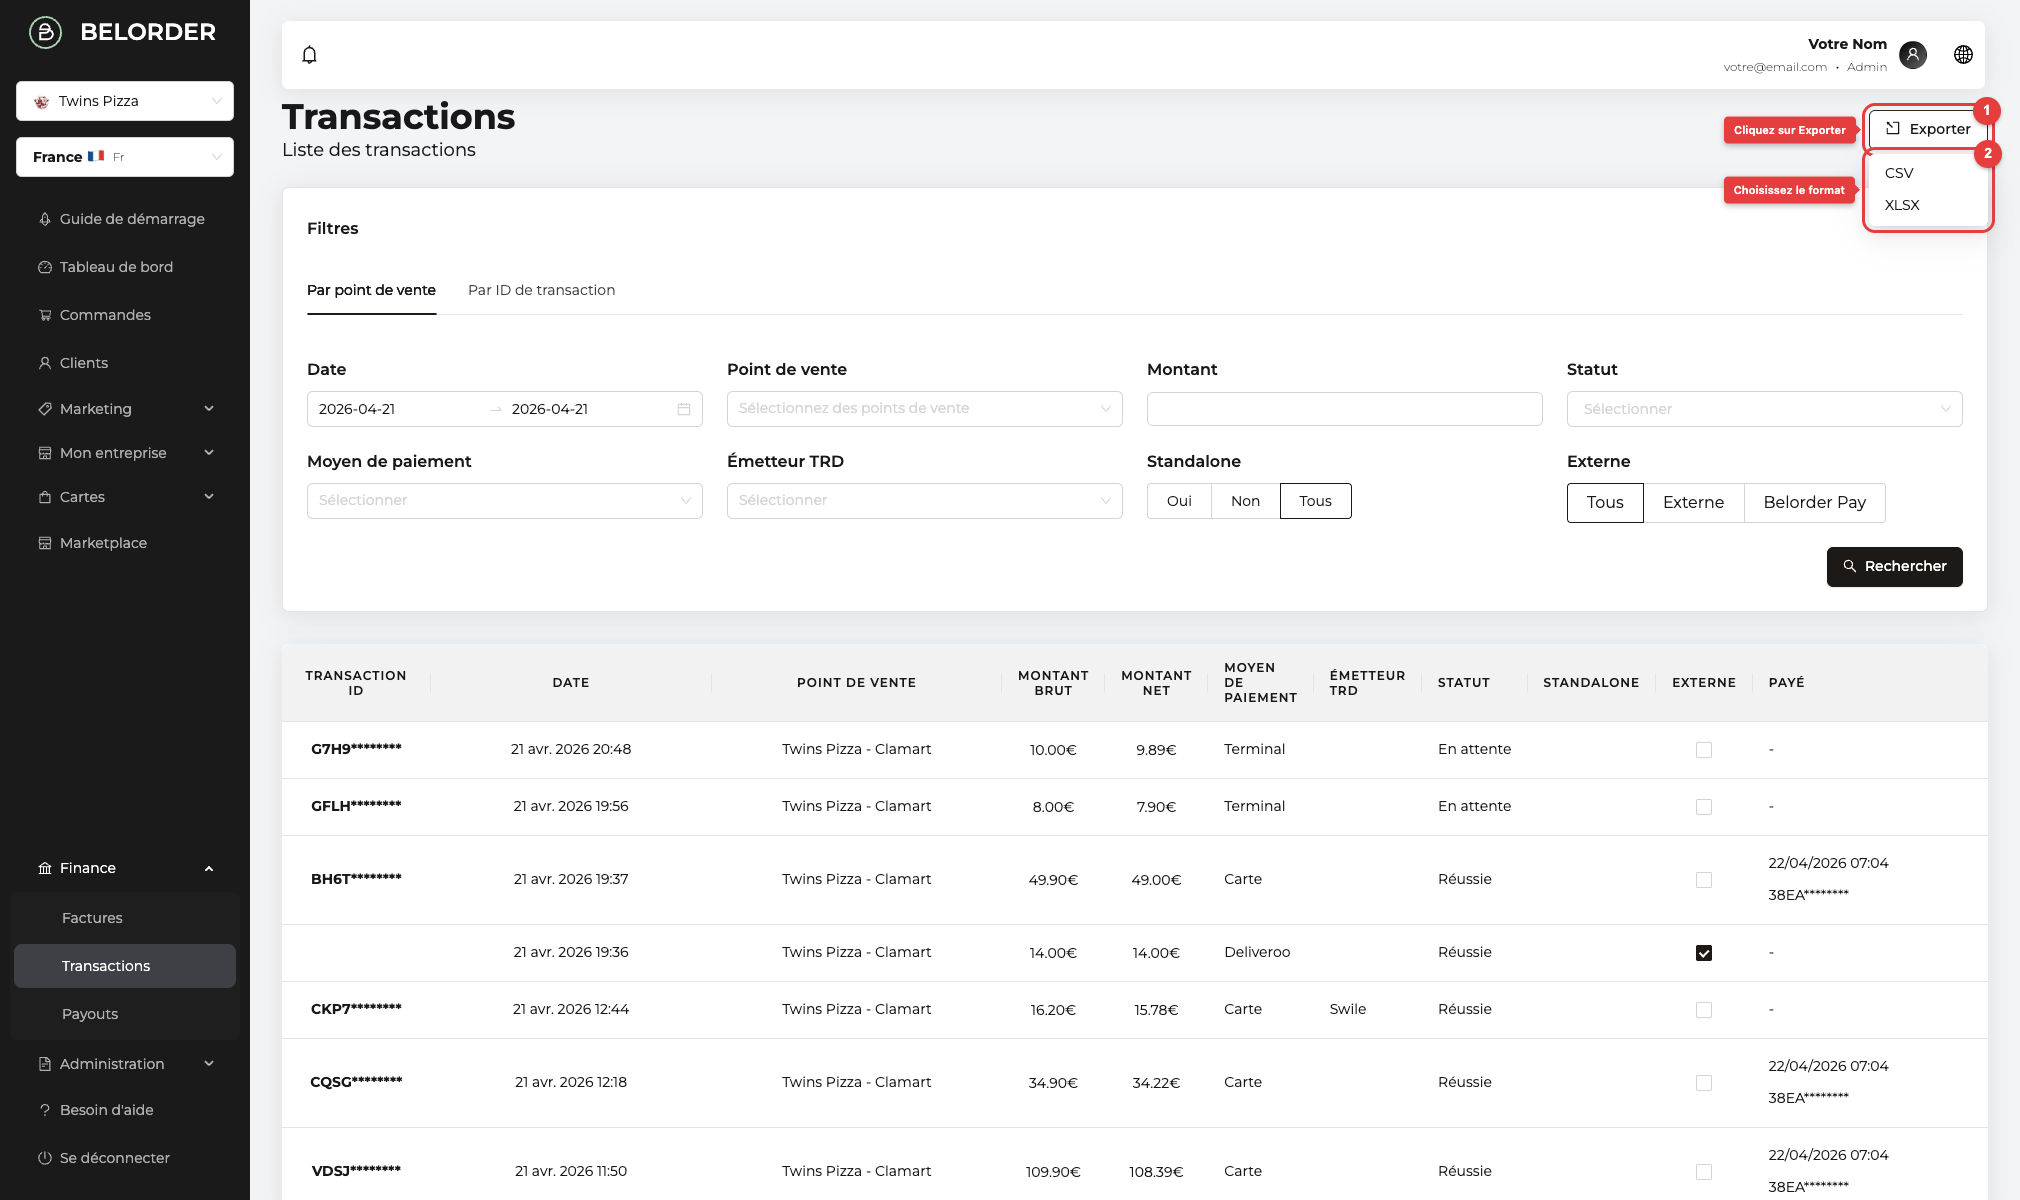 BELORDER
Twins Pizza
France 🇫🇷 Fr
Guide de démarrage
Tableau de bord
Commandes
Clients
Marketing
Mon entreprise
Cartes
Marketplace
Finance
Factures
Transactions
Payouts
Administration
Besoin d'aide
Se déconnecter
Votre Nom
votre@email.com • Admin
Transactions
Liste des transactions
Cliquez sur Exporter
Exporter
1
2
Choisissez le format
CSV
XLSX
Filtres
Par point de vente Par ID de transaction
Date Point de vente Montant Statut
2026-04-21 → 2026-04-21 Sélectionnez des points de vente Sélectionner
Moyen de paiement Émetteur TRD Standalone Externe
Sélectionner Sélectionner Oui Non Tous Tous Externe Belorder Pay
Rechercher
TRANSACTION ID DATE POINT DE VENTE MONTANT BRUT MONTANT NET MOYEN DE PAIEMENT ÉMETTEUR TRD STATUT STANDALONE EXTERNE PAYÉ
G7H9******** 21 avr. 2026 20:48 Twins Pizza - Clamart 10.00€ 9.89€ Terminal En attente -
GFLH******** 21 avr. 2026 19:56 Twins Pizza - Clamart 8.00€ 7.90€ Terminal En attente -
BH6T******** 21 avr. 2026 19:37 Twins Pizza - Clamart 49.90€ 49.00€ Carte Réussie 22/04/2026 07:04
38EA********
21 avr. 2026 19:36 Twins Pizza - Clamart 14.00€ 14.00€ Deliveroo Réussie -
CKP7******** 21 avr. 2026 12:44 Twins Pizza - Clamart 16.20€ 15.78€ Carte Swile Réussie -
CQSG******** 21 avr. 2026 12:18 Twins Pizza - Clamart 34.90€ 34.22€ Carte Réussie 22/04/2026 07:04
38EA********
VDSJ******** 21 avr. 2026 11:50 Twins Pizza - Clamart 109.90€ 108.39€ Carte Réussie 22/04/2026 07:04
38EA********